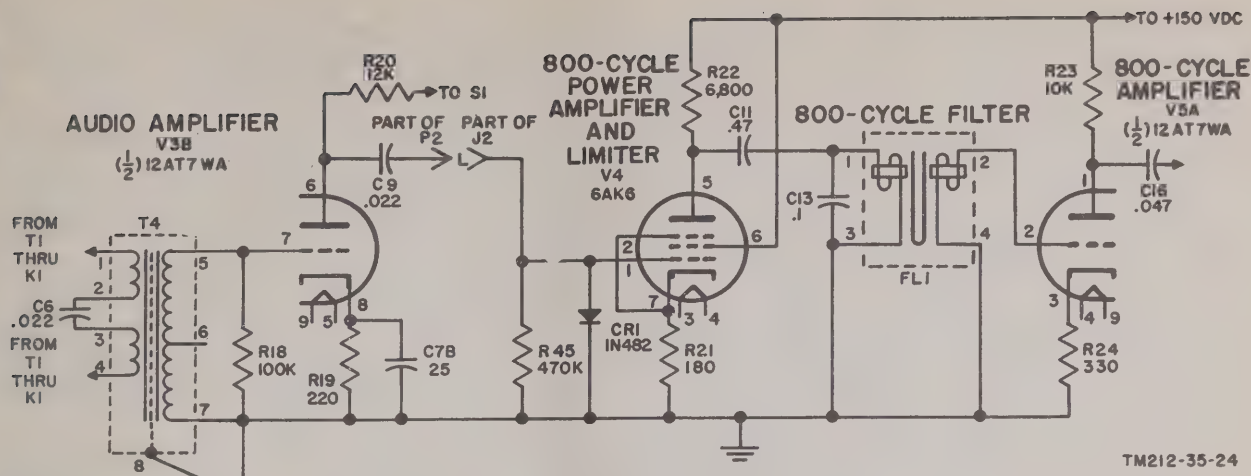 TO +150 VDC
R20
12K
TO S1
AUDIO AMPLIFIER
V3B
(1/2) 12AT7WA
PART OF
P2
PART OF
J2
L
800-CYCLE
POWER
AMPLIFIER
AND
LIMITER
V4
6AK6
R22
6,800
C11
.47
800-CYCLE FILTER
R23
10K
800-CYCLE
AMPLIFIER
V5A
(1/2) 12AT7WA
6
C9
.022
5
1
2
1
C16
.047
FROM
T1
THRU
K1
T4
1
5
7
2
1
6
C13
.1
3
4
2
FL1
C6
.022
2
3
6
8
9
5
7
3
4
3
4
9
FROM
T1
THRU
K1
4
R18
100K
R19
220
C7B
25
R45
470K
CR1
1N482
R21
180
R24
330
7
8
TM212-35-24